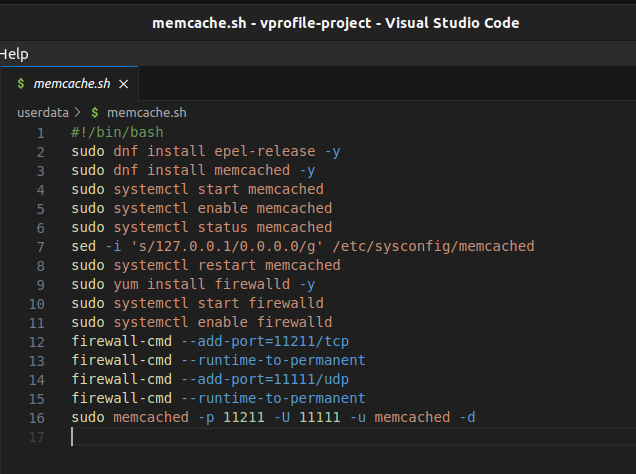 memcache.sh - vprofile-project - Visual Studio Code
Help
$ memcache.sh ×
userdata > $ memcache.sh
1 #!/bin/bash
2 sudo dnf install epel-release -y
3 sudo dnf install memcached -y
4 sudo systemctl start memcached
5 sudo systemctl enable memcached
6 sudo systemctl status memcached
7 sed -i 's/127.0.0.1/0.0.0.0/g' /etc/sysconfig/memcached
8 sudo systemctl restart memcached
9 sudo yum install firewalld -y
10 sudo systemctl start firewalld
11 sudo systemctl enable firewalld
12 firewall-cmd --add-port=11211/tcp
13 firewall-cmd --runtime-to-permanent
14 firewall-cmd --add-port=11111/udp
15 firewall-cmd --runtime-to-permanent
16 sudo memcached -p 11211 -U 11111 -u memcached -d
17